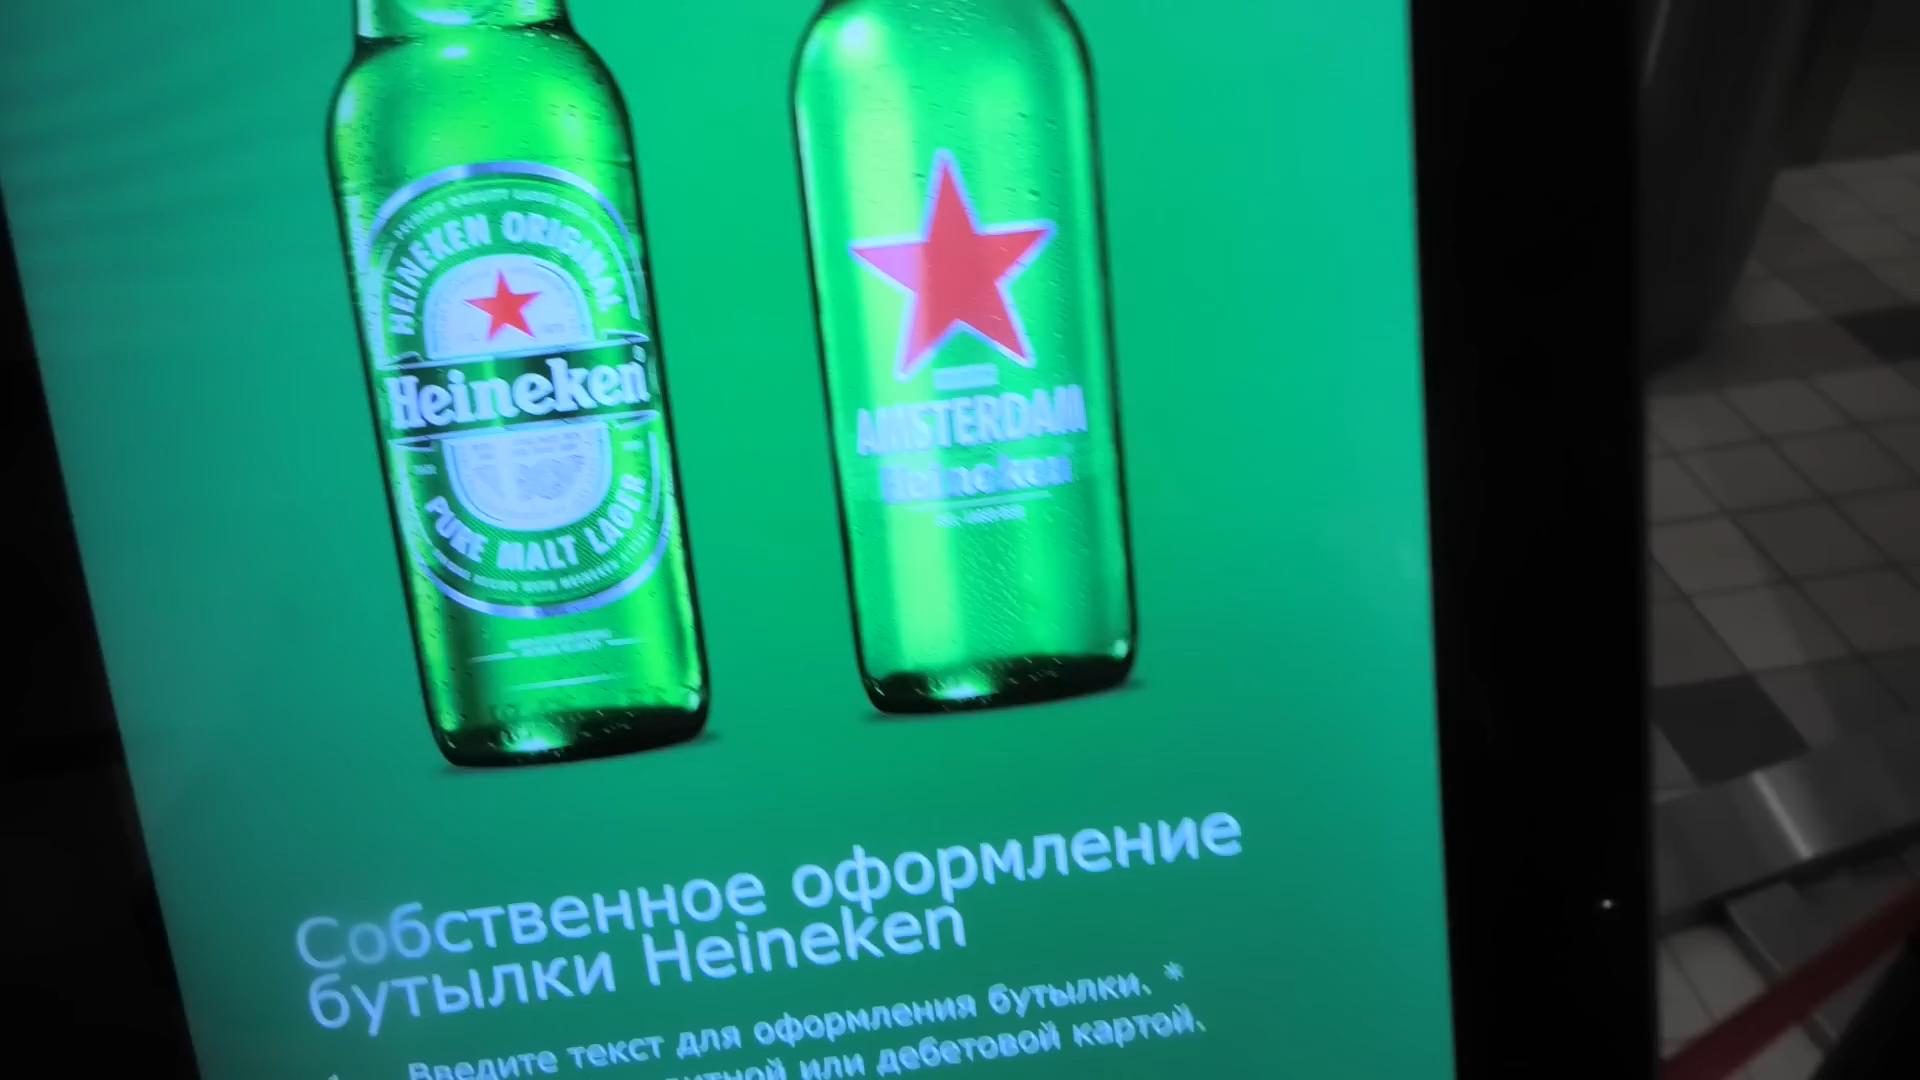 HEINEKEN ORIGINAL
Heineken
PURE MALT LAGER
AMSTERDAM
Heineken
Собственное оформление
бутылки Heineken
Введите текст для оформления бутылки. *
или дебетовой картой.